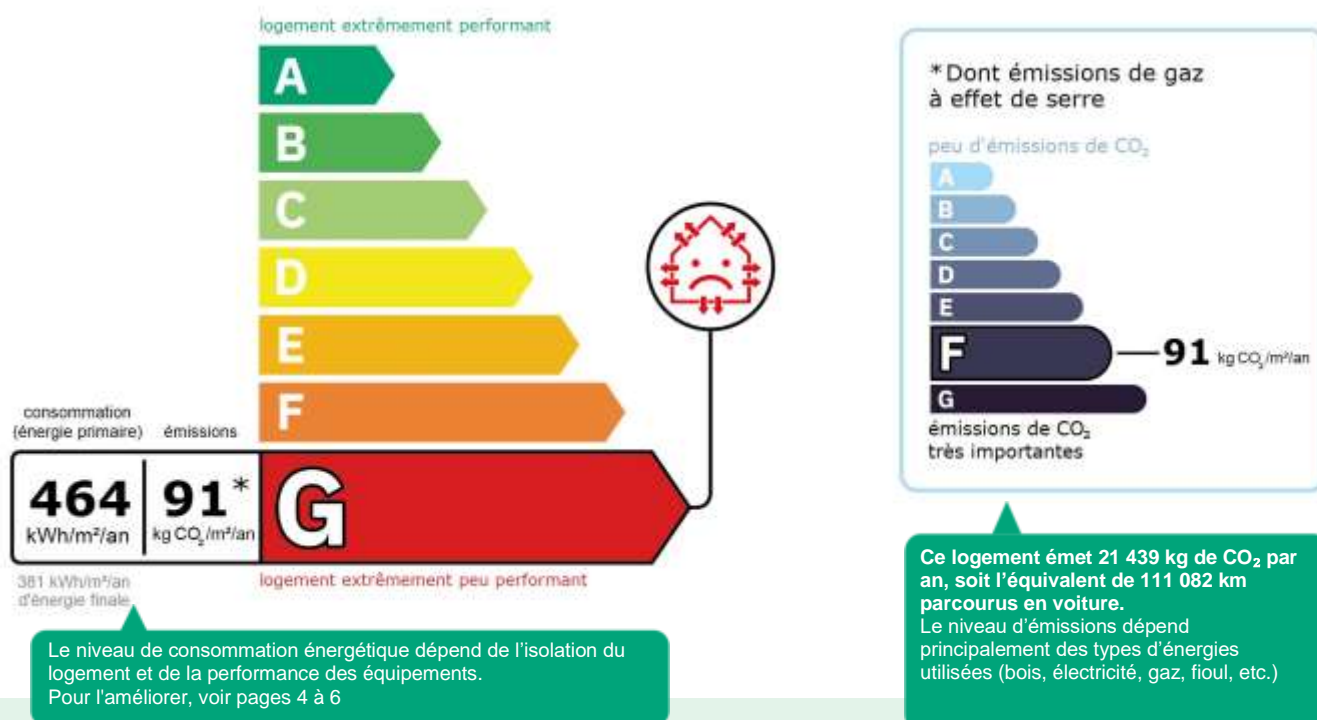 logement extrêmement performant
A
B
C
D
E
F
consommation
(énergie primaire) émissions
464 91* G
kWh/m²/an kg CO₂/m²/an
381 kWh/m²/an
d'énergie finale
logement extrêmement peu performant
Le niveau de consommation énergétique dépend de l'isolation du
logement et de la performance des équipements.
Pour l'améliorer, voir pages 4 à 6
*Dont émissions de gaz
à effet de serre
peu d'émissions de CO₂
A
B
C
D
E
F 91 kg CO₂/m²/an
G
émissions de CO₂
très importantes
Ce logement émet 21 439 kg de CO₂ par
an, soit l'équivalent de 111 082 km
parcourus en voiture.
Le niveau d'émissions dépend
principalement des types d'énergies
utilisées (bois, électricité, gaz, fioul, etc.)